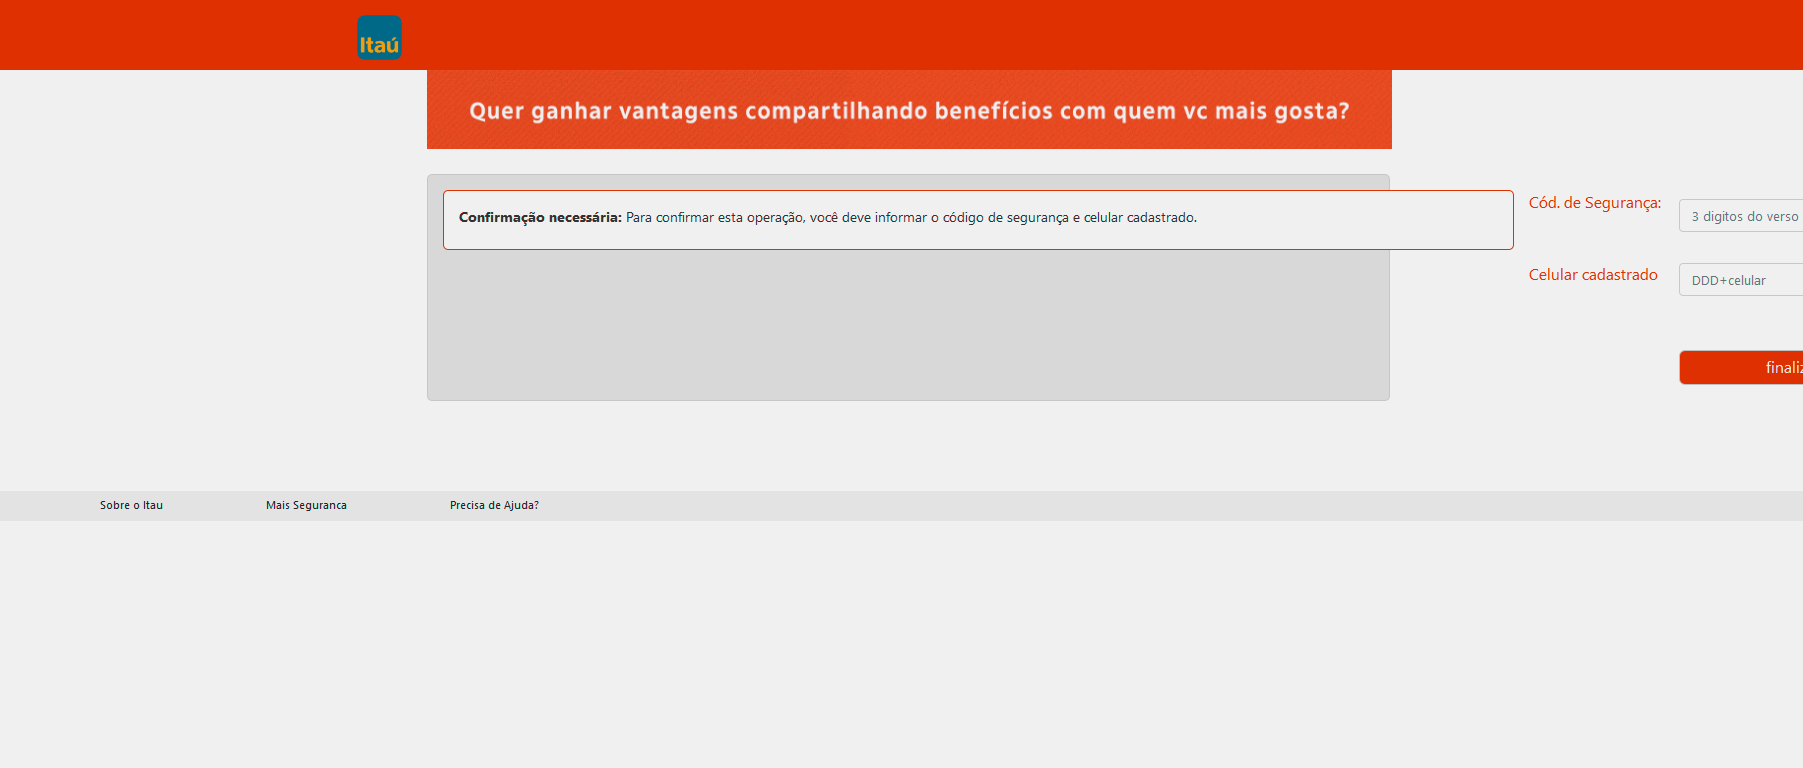 Itaú
Quer ganhar vantagens compartilhando benefícios com quem vc mais gosta?
Confirmação necessária: Para confirmar esta operação, você deve informar o código de segurança e celular cadastrado.
Cód. de Segurança:
3 digitos do verso
Celular cadastrado
DDD+celular
Sobre o Itau
Mais Seguranca
Precisa de Ajuda?